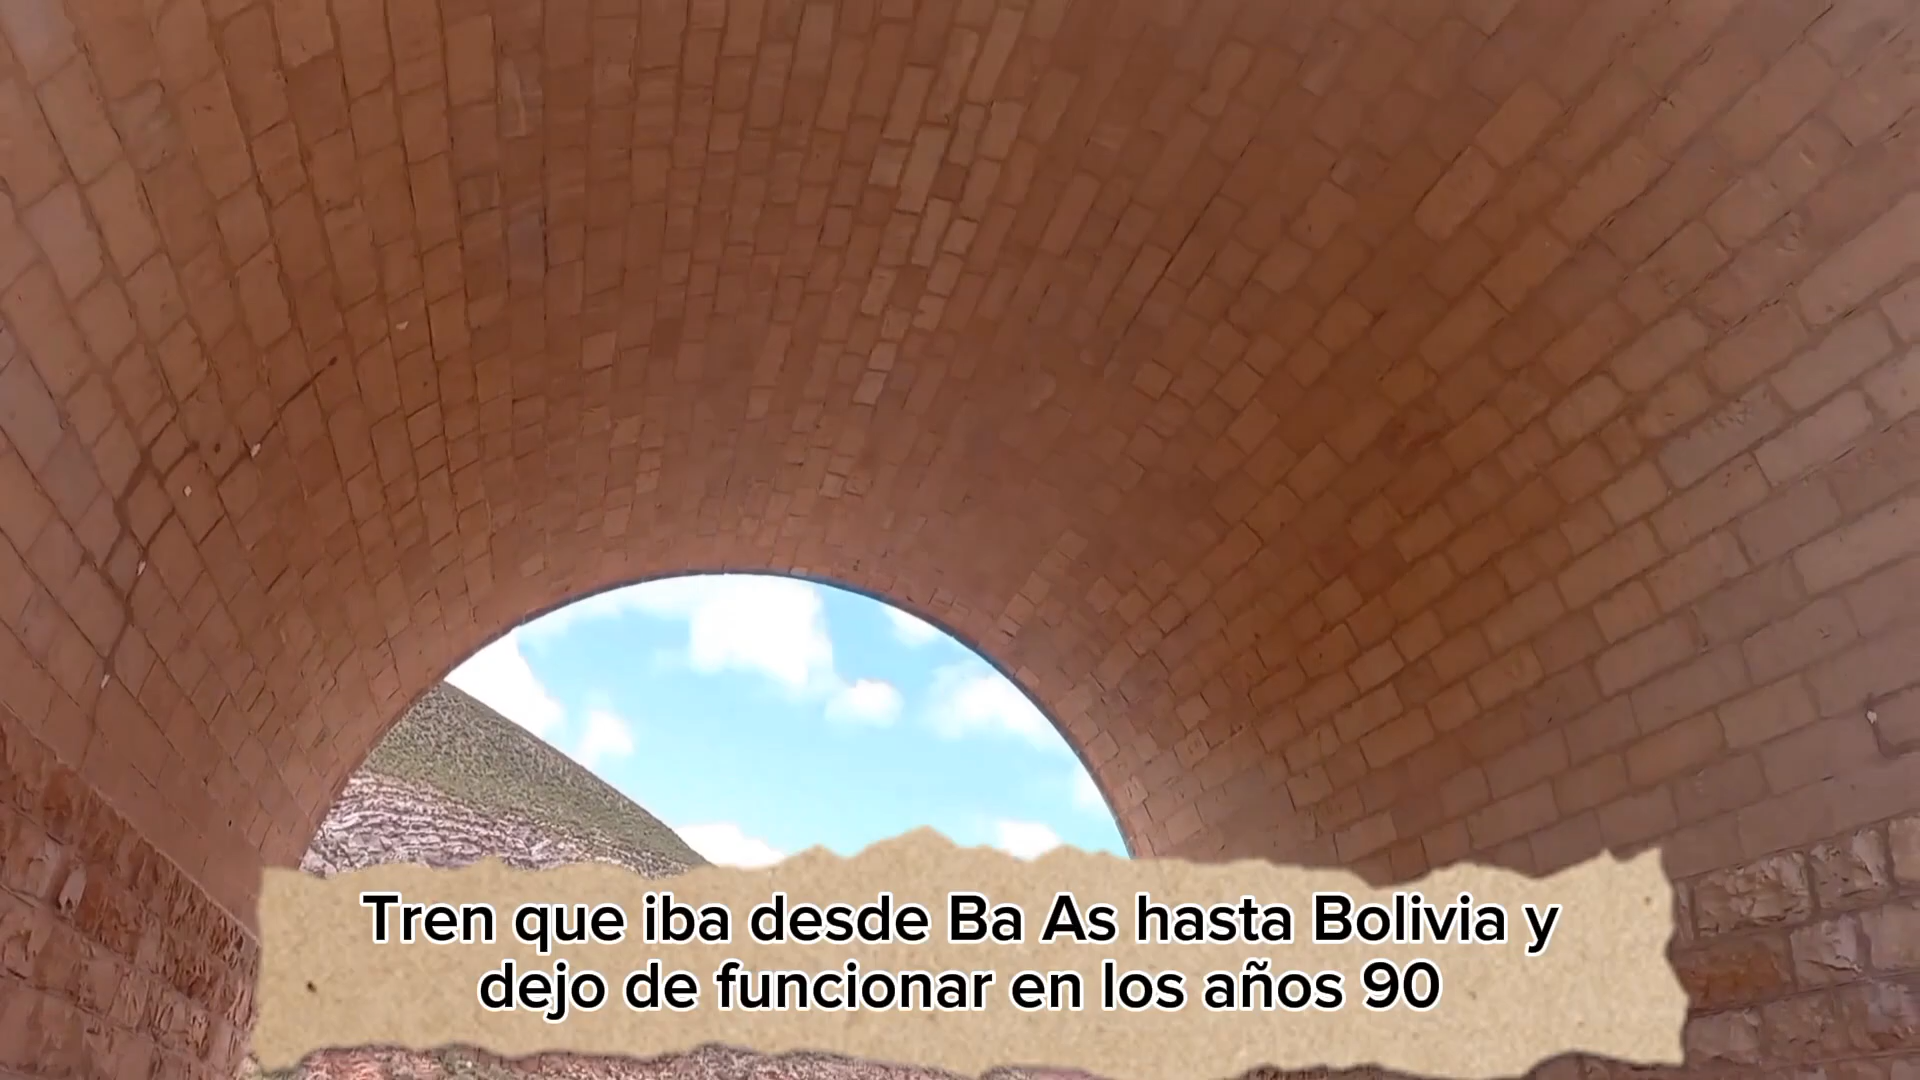 Tren que iba desde Ba As hasta Bolivia y
dejo de funcionar en los años 90